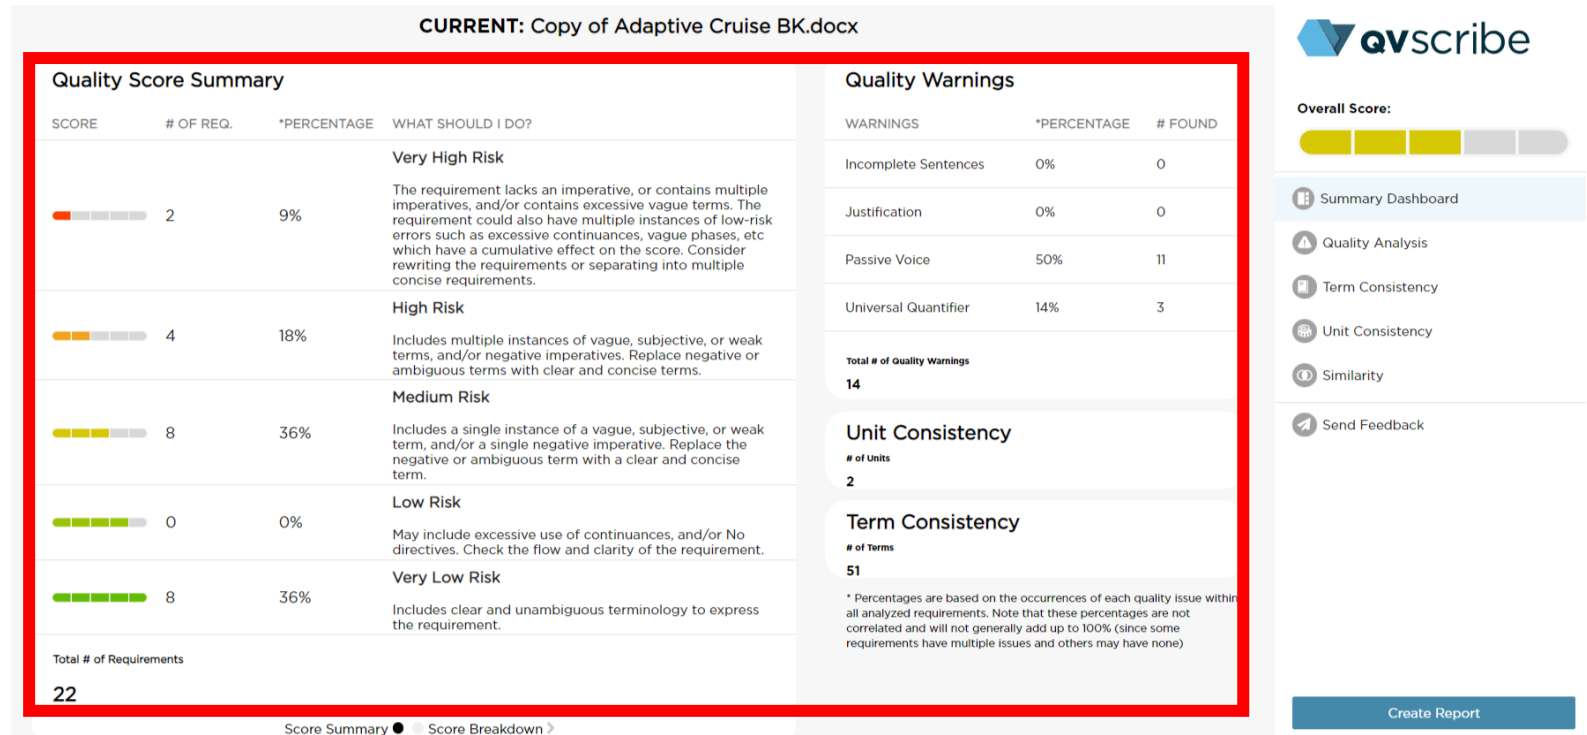 CURRENT: Copy of Adaptive Cruise BK.docx
Quality Score Summary
SCORE # OF REQ. *PERCENTAGE WHAT SHOULD I DO?
Very High Risk
The requirement lacks an imperative, or contains multiple
imperatives, and/or contains excessive vague terms. The
requirement could also have multiple instances of low-risk
errors such as excessive continuances, vague phases, etc
2 9%
which have a cumulative effect on the score. Consider
rewriting the requirements or separating into multiple
concise requirements.
High Risk
4 18%
Includes multiple instances of vague, subjective, or weak
terms, and/or negative imperatives. Replace negative or
ambiguous terms with clear and concise terms.
Medium Risk
8 36%
Includes a single instance of a vague, subjective, or weak
term, and/or a single negative imperative. Replace the
negative or ambiguous term with a clear and concise
term.
Low Risk
0 0%
May include excessive use of continuances, and/or No
directives. Check the flow and clarity of the requirement.
Very Low Risk
8 36%
Includes clear and unambiguous terminology to express
the requirement.
Total # of Requirements
22
Score Summary Score Breakdown >
Quality Warnings
WARNINGS *PERCENTAGE # FOUND
Incomplete Sentences 0% 0
Justification 0% 0
Passive Voice 50% 11
Universal Quantifier 14% 3
Total # of Quality Warnings
14
Unit Consistency
# of Units
2
Term Consistency
# of Terms
51
* Percentages are based on the occurrences of each quality issue within
all analyzed requirements. Note that these percentages are not
correlated and will not generally add up to 100% (since some
requirements have multiple issues and others may have none)
QVscribe
Overall Score:
Summary Dashboard
Quality Analysis
Term Consistency
Unit Consistency
Similarity
Send Feedback
Create Report